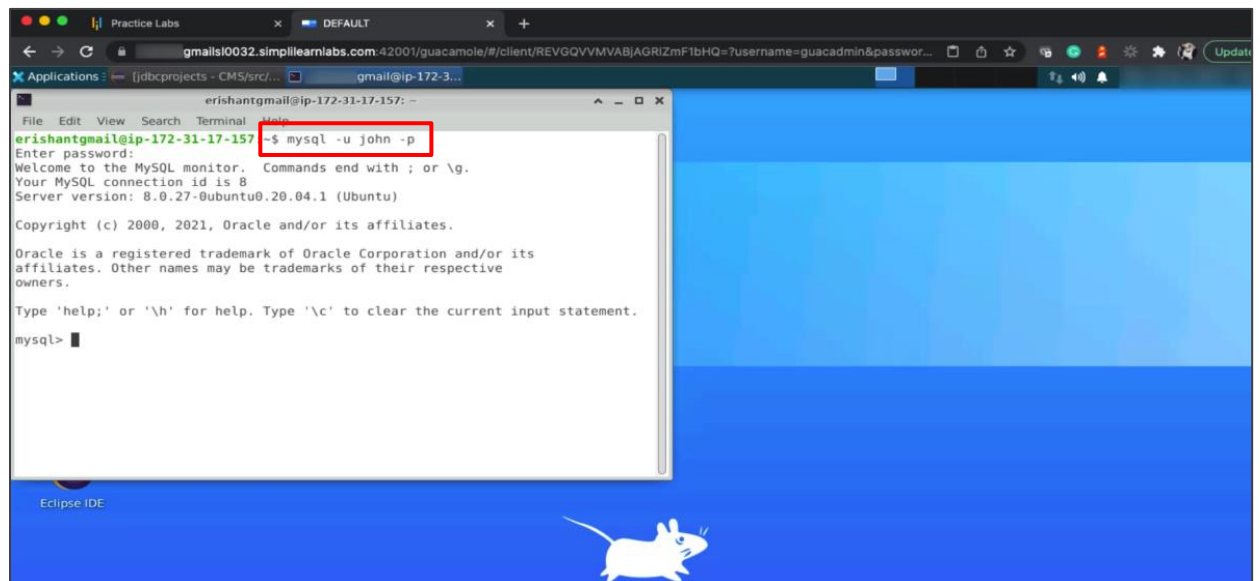 Practice Labs
DEFAULT
gmailsl0032.simplilearnlabs.com:42001/guacamole/#/client/REVGQVVMVABjAGRlZmF1bHQ=?username=guacadmin&passwor...
Update
Applications
[jdbcprojects - CMS/src/...
gmail@ip-172-3...
erishantgmail@ip-172-31-17-157: ~
File Edit View Search Terminal Help
erishantgmail@ip-172-31-17-157:~$ mysql -u john -p
Enter password:
Welcome to the MySQL monitor.  Commands end with ; or \g.
Your MySQL connection id is 8
Server version: 8.0.27-0ubuntu0.20.04.1 (Ubuntu)
Copyright (c) 2000, 2021, Oracle and/or its affiliates.
Oracle is a registered trademark of Oracle Corporation and/or its
affiliates. Other names may be trademarks of their respective
owners.
Type 'help;' or '\h' for help. Type '\c' to clear the current input statement.
mysql>
Eclipse IDE